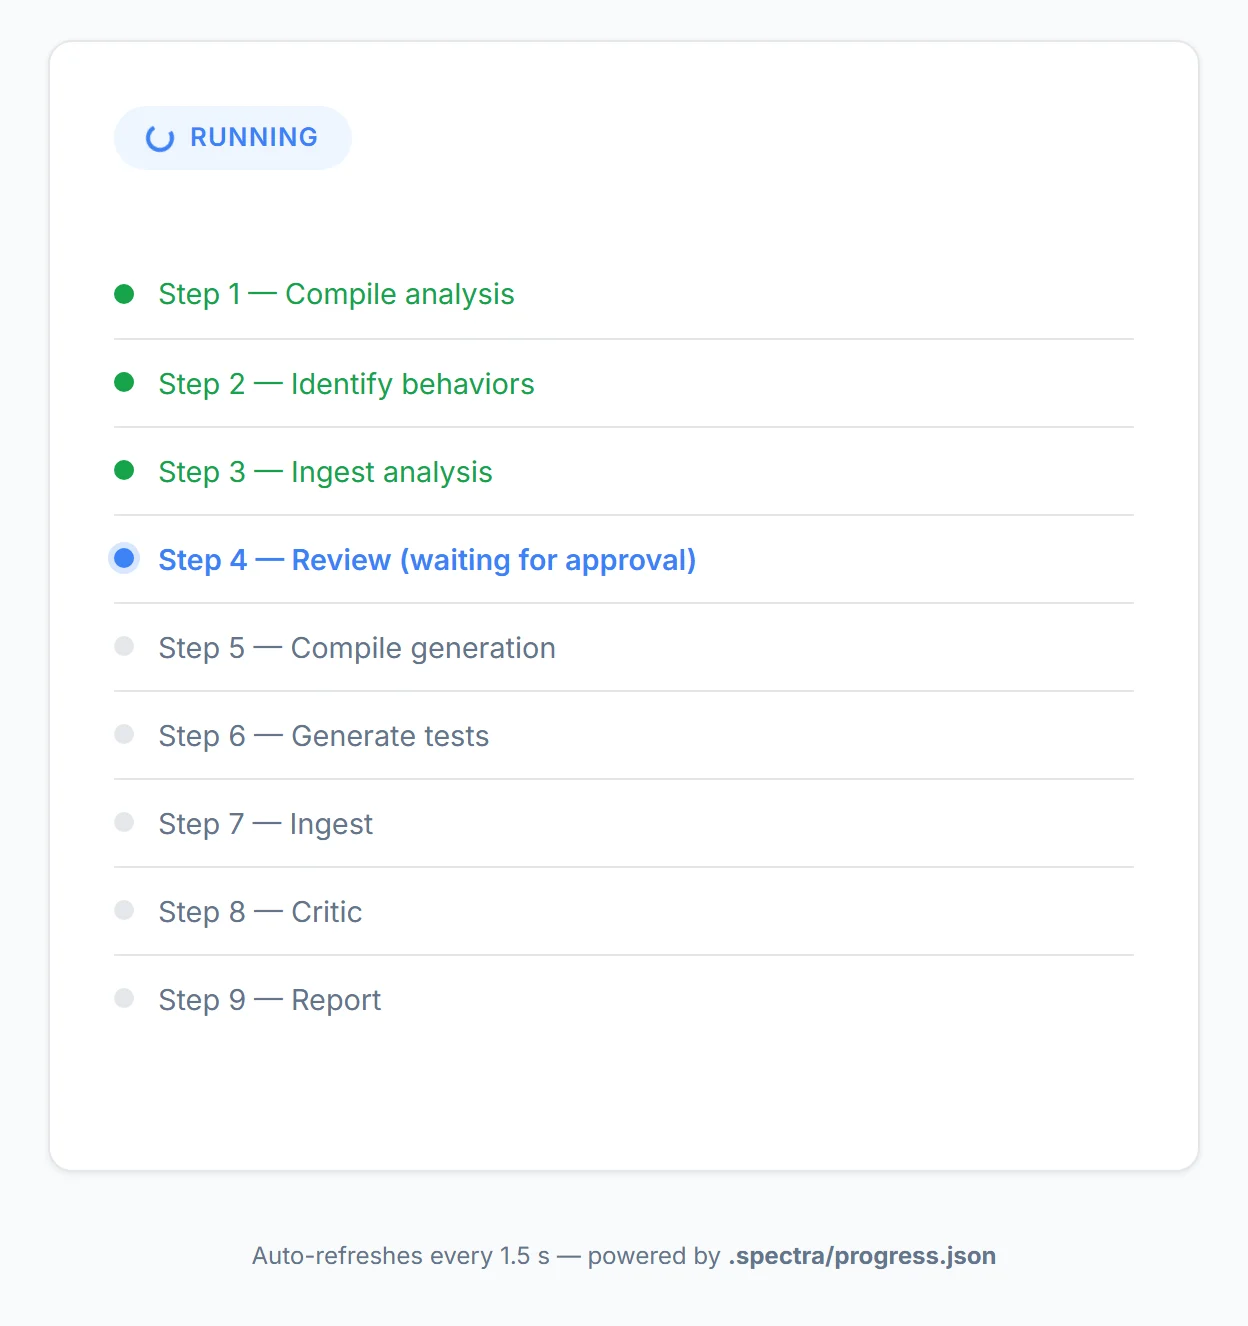 RUNNING
Step 1 — Compile analysis
Step 2 — Identify behaviors
Step 3 — Ingest analysis
Step 4 — Review (waiting for approval)
Step 5 — Compile generation
Step 6 — Generate tests
Step 7 — Ingest
Step 8 — Critic
Step 9 — Report
Auto-refreshes every 1.5 s — powered by .spectra/progress.json